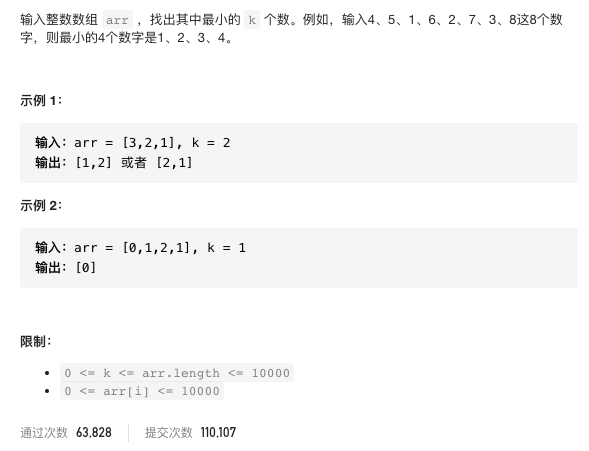 输入整数数组 arr ，找出其中最小的 k 个数。例如，输入4、5、1、6、2、7、3、8这8个数
字，则最小的4个数字是1、2、3、4。
示例 1：
输入：arr = [3,2,1], k = 2
输出：[1,2] 或者 [2,1]
示例 2：
输入：arr = [0,1,2,1], k = 1
输出：[0]
限制：
• 0 <= k <= arr.length <= 10000
• 0 <= arr[i] <= 10000
通过次数 63,828 提交次数 110,107